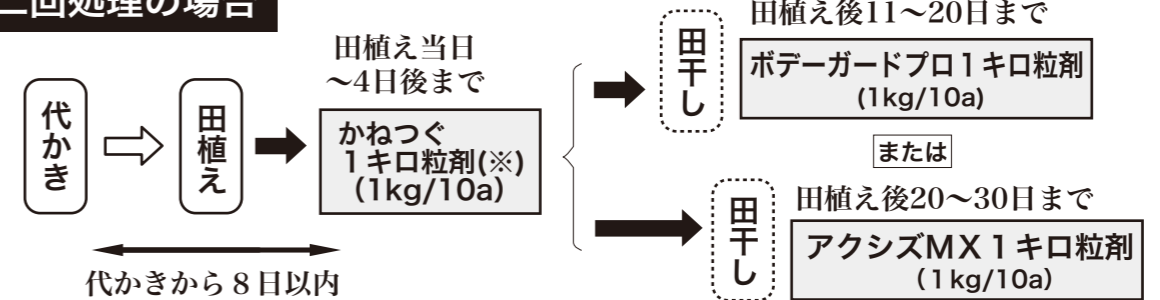 二回処理の場合
代かき
田植え
代かきから８日以内
田植え当日
～4日後まで
かねつぐ
１キロ粒剤(※)
（1kg/10a）
田干し
田植え後11～20日まで
ボデーガードプロ１キロ粒剤
(1kg/10a)
または
田干し
田植え後20～30日まで
アクシズMX１キロ粒剤
（１kg/10a）